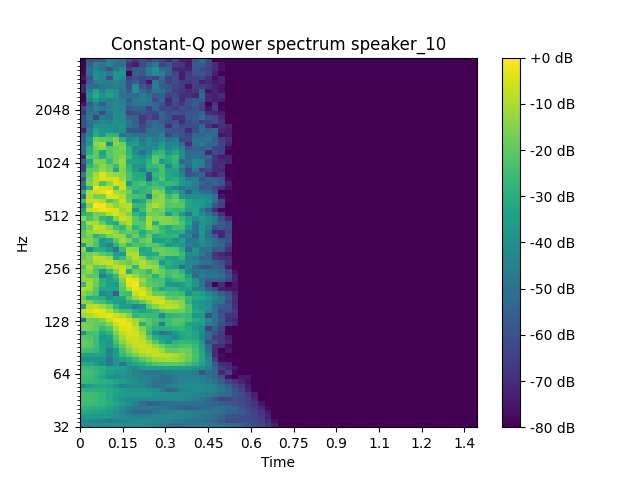 Constant-Q power spectrum speaker_10
Hz
2048
1024
512
256
128
64
32
0 0.15 0.3 0.45 0.6 0.75 0.9 1.1 1.2 1.4
Time
+0 dB
-10 dB
-20 dB
-30 dB
-40 dB
-50 dB
-60 dB
-70 dB
-80 dB